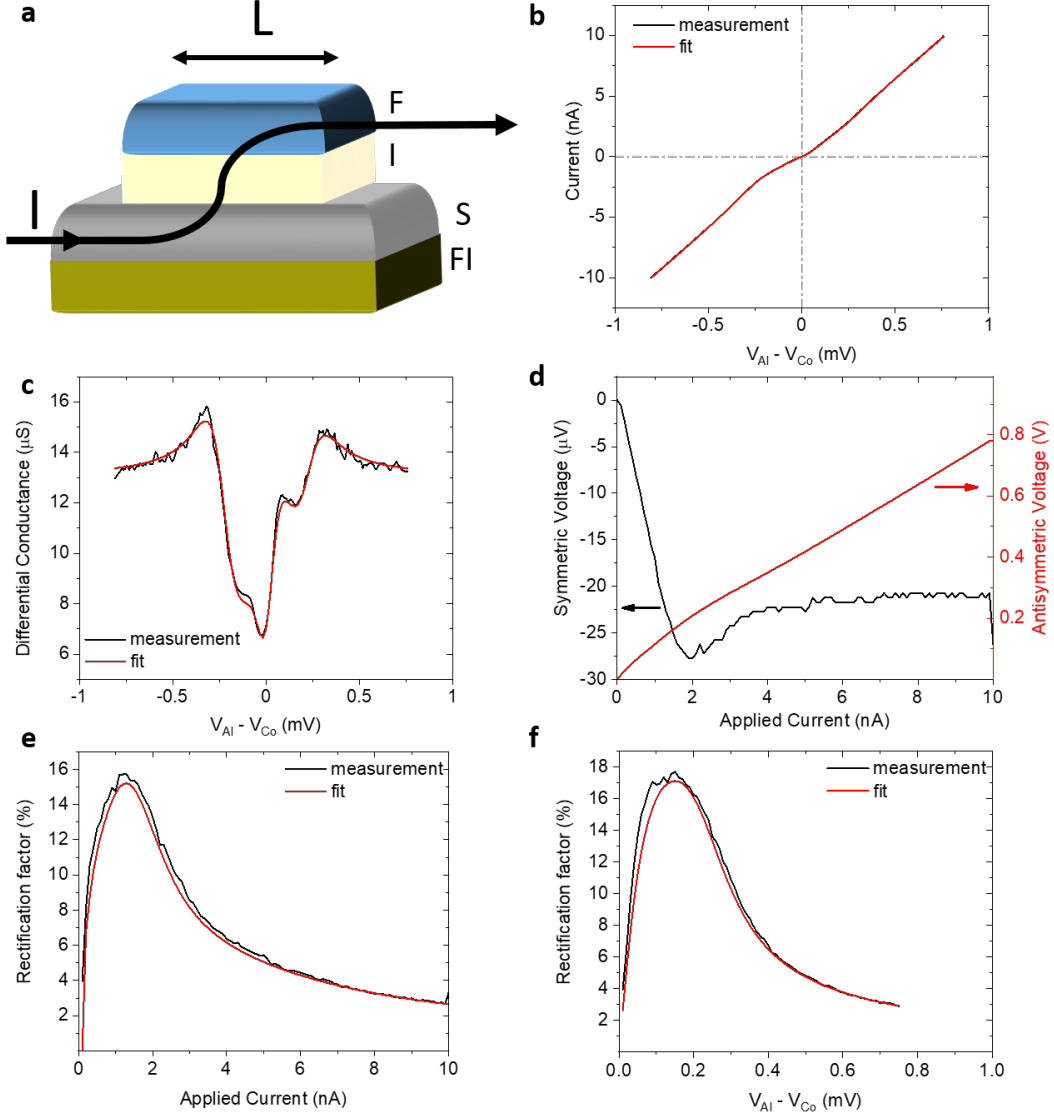 a
L
F
I
I
S
FI
b
measurement
fit
Current (nA)
10
5
0
-5
-10
-1
-0.5
0
0.5
1
V_Al - V_Co (mV)
c
Differential Conductance (μS)
16
14
12
10
8
6
measurement
fit
-1
-0.5
0
0.5
1
V_Al - V_Co (mV)
d
Symmetric Voltage (μV)
0
-5
-10
-15
-20
-25
-30
0.8
0.6
0.4
0.2
Antisymmetric Voltage (V)
0
2
4
6
8
10
Applied Current (nA)
e
Rectification factor (%)
16
14
12
10
8
6
4
2
measurement
fit
0
2
4
6
8
10
Applied Current (nA)
f
Rectification factor (%)
18
16
14
12
10
8
6
4
2
measurement
fit
0.0
0.2
0.4
0.6
0.8
1.0
V_Al - V_Co (mV)